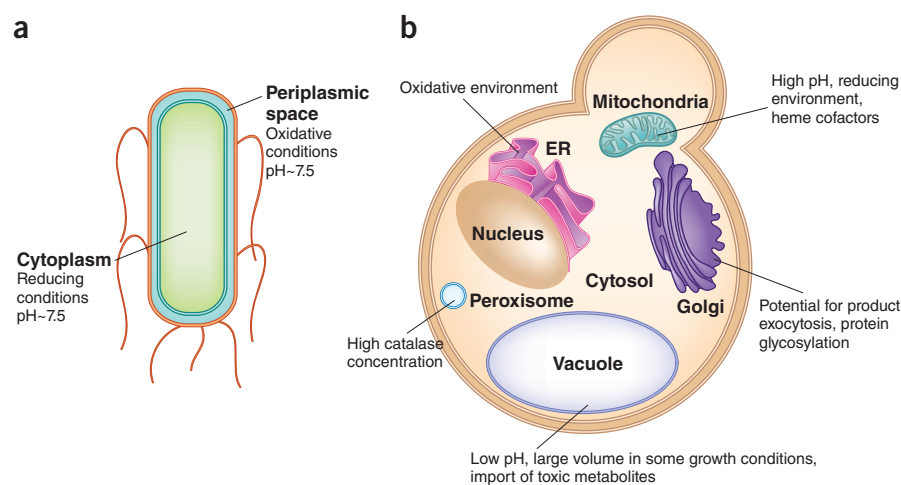 a
Periplasmic
space
Oxidative
conditions
pH~7.5
Cytoplasm
Reducing
conditions
pH~7.5
b
Oxidative environment
Mitochondria
High pH, reducing
environment,
heme cofactors
ER
Nucleus
Cytosol
Peroxisome
Golgi
High catalase
concentration
Potential for product
exocytosis, protein
glycosylation
Vacuole
Low pH, large volume in some growth conditions,
import of toxic metabolites